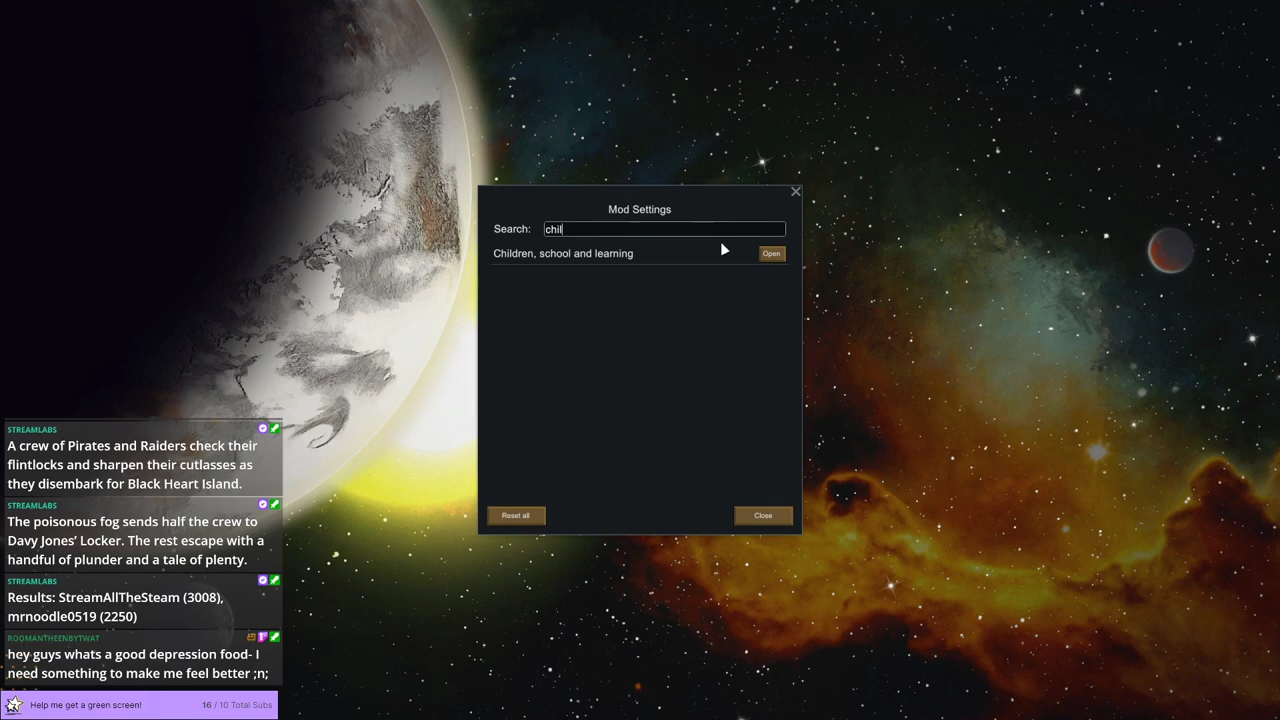 Mod Settings
Search: chil
Children, school and learning Open
Reset all Close
STREAMLABS
A crew of Pirates and Raiders check their
flintlocks and sharpen their cutlasses as
they disembark for Black Heart Island.
STREAMLABS
The poisonous fog sends half the crew to
Davy Jones' Locker. The rest escape with a
handful of plunder and a tale of plenty.
STREAMLABS
Results: StreamAllTheSteam (3008),
mrnoodle0519 (2250)
ROOMANTHEENBYTWAT
hey guys whats a good depression food- I
need something to make me feel better ;n;
Help me get a green screen! 16 / 10 Total Subs